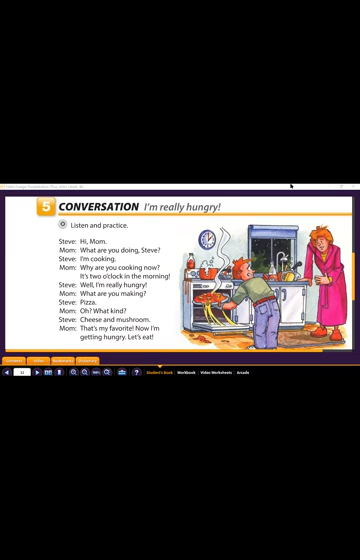 5 CONVERSATION I'm really hungry!
Listen and practice.
Steve: Hi, Mom.
Mom: What are you doing, Steve?
Steve: I'm cooking.
Mom: Why are you cooking now?
It's two o'clock in the morning!
Steve: Well, I'm really hungry!
Mom: What are you making?
Steve: Pizza.
Mom: Oh? What kind?
Steve: Cheese and mushroom.
Mom: That's my favorite! Now I'm
getting hungry. Let's eat!
Student's Book Workbook Video Worksheets Arcade